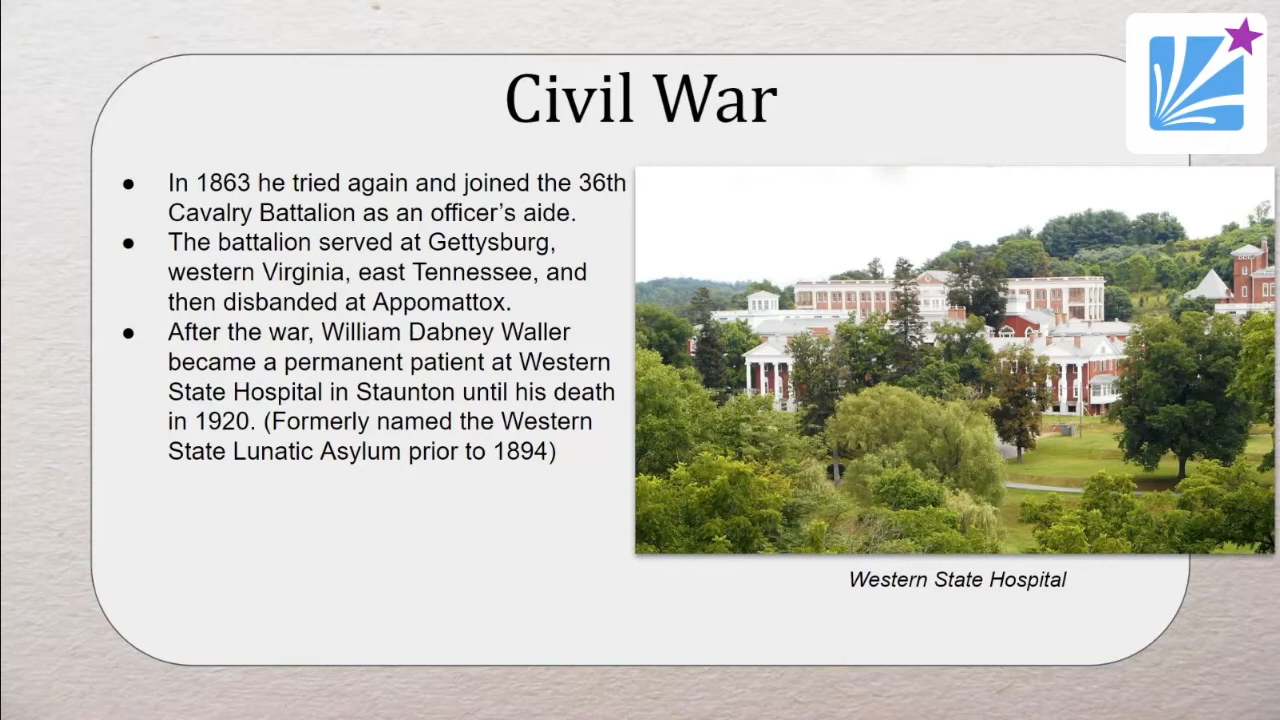 Civil War
● In 1863 he tried again and joined the 36th
Cavalry Battalion as an officer’s aide.
● The battalion served at Gettysburg,
western Virginia, east Tennessee, and
then disbanded at Appomattox.
● After the war, William Dabney Waller
became a permanent patient at Western
State Hospital in Staunton until his death
in 1920. (Formerly named the Western
State Lunatic Asylum prior to 1894)
Western State Hospital